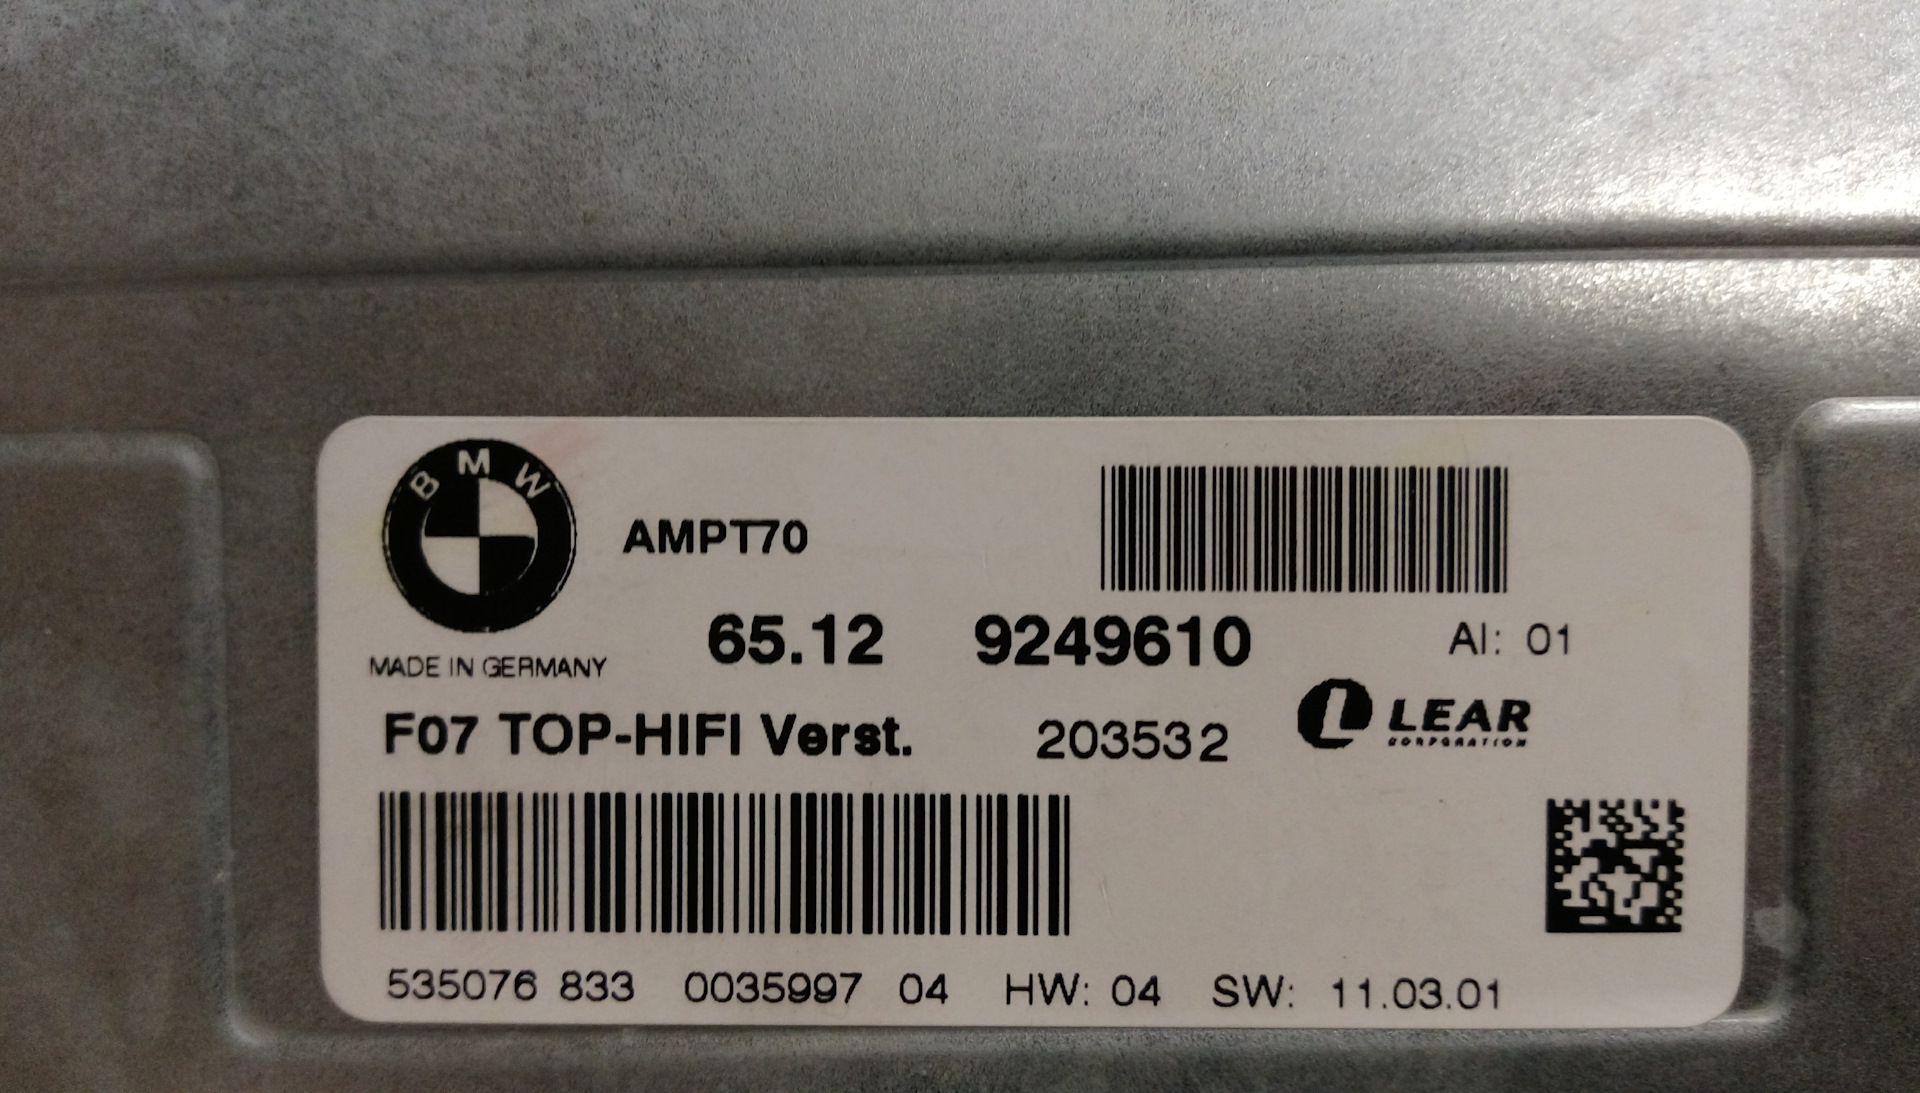 BMW
AMPT70
MADE IN GERMANY
65.12 9249610
AI: 01
F07 TOP-HIFI Verst. 203532
LEAR
CORPORATION
535076 833 0035997 04 HW: 04 SW: 11.03.01